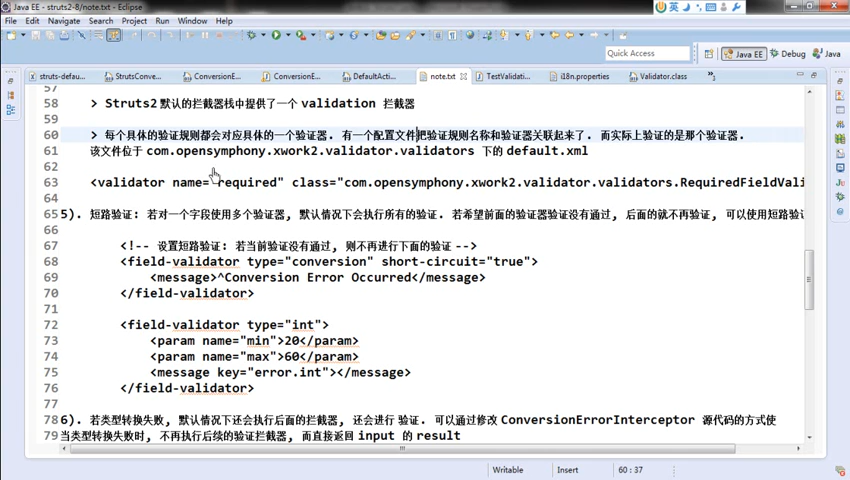 Java EE - struts2-8/note.txt - Eclipse
英
File Edit Navigate Search Project Run Window Help
Quick Access
Java EE Debug Java
struts-defau... StrutsConve... ConversionE... ConversionE... DefaultActi... note.txt TestValidati... i18n.properties Validator.class
57
58 > Struts2 默认的拦截器栈中提供了一个 validation 拦截器
59
60 > 每个具体的验证规则都会对应具体的一个验证器. 有一个配置文件把验证规则名称和验证器关联起来了. 而实际上验证的是那个验证器.
61 该文件位于 com.opensymphony.xwork2.validator.validators 下的 default.xml
62
63 <validator name="required" class="com.opensymphony.xwork2.validator.validators.RequiredFieldVali
64
65 5). 短路验证: 若对一个字段使用多个验证器, 默认情况下会执行所有的验证. 若希望前面的验证器验证没有通过, 后面的就不再验证, 可以使用短路验证
66
67 <!-- 设置短路验证: 若当前验证没有通过, 则不再进行下面的验证 -->
68 <field-validator type="conversion" short-circuit="true">
69 <message>^Conversion Error Occurred</message>
70 </field-validator>
71
72 <field-validator type="int">
73 <param name="min">20</param>
74 <param name="max">60</param>
75 <message key="error.int"></message>
76 </field-validator>
77
78 6). 若类型转换失败, 默认情况下还会执行后面的拦截器, 还会进行 验证. 可以通过修改 ConversionErrorInterceptor 源代码的方式使
79 当类型转换失败时, 不再执行后续的验证拦截器, 而直接返回 input 的 result
Writable Insert 60 : 37